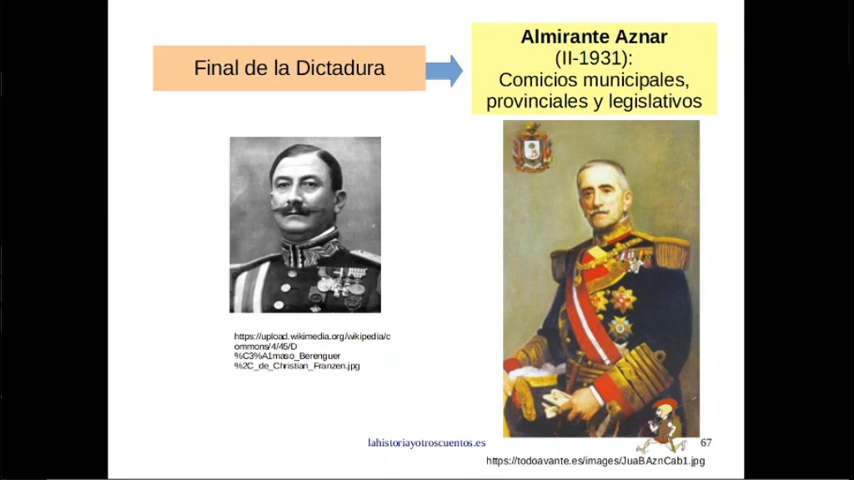 Final de la Dictadura
Almirante Aznar
(II-1931):
Comicios municipales,
provinciales y legislativos
https://upload.wikimedia.org/wikipedia/c
ommons/4/45/D
%C3%A1maso_Berenguer
%2C_de_Christian_Franzen.jpg
lahistoriayotroscuentos.es
67
https://todoavante.es/images/JuaBAznCab1.jpg